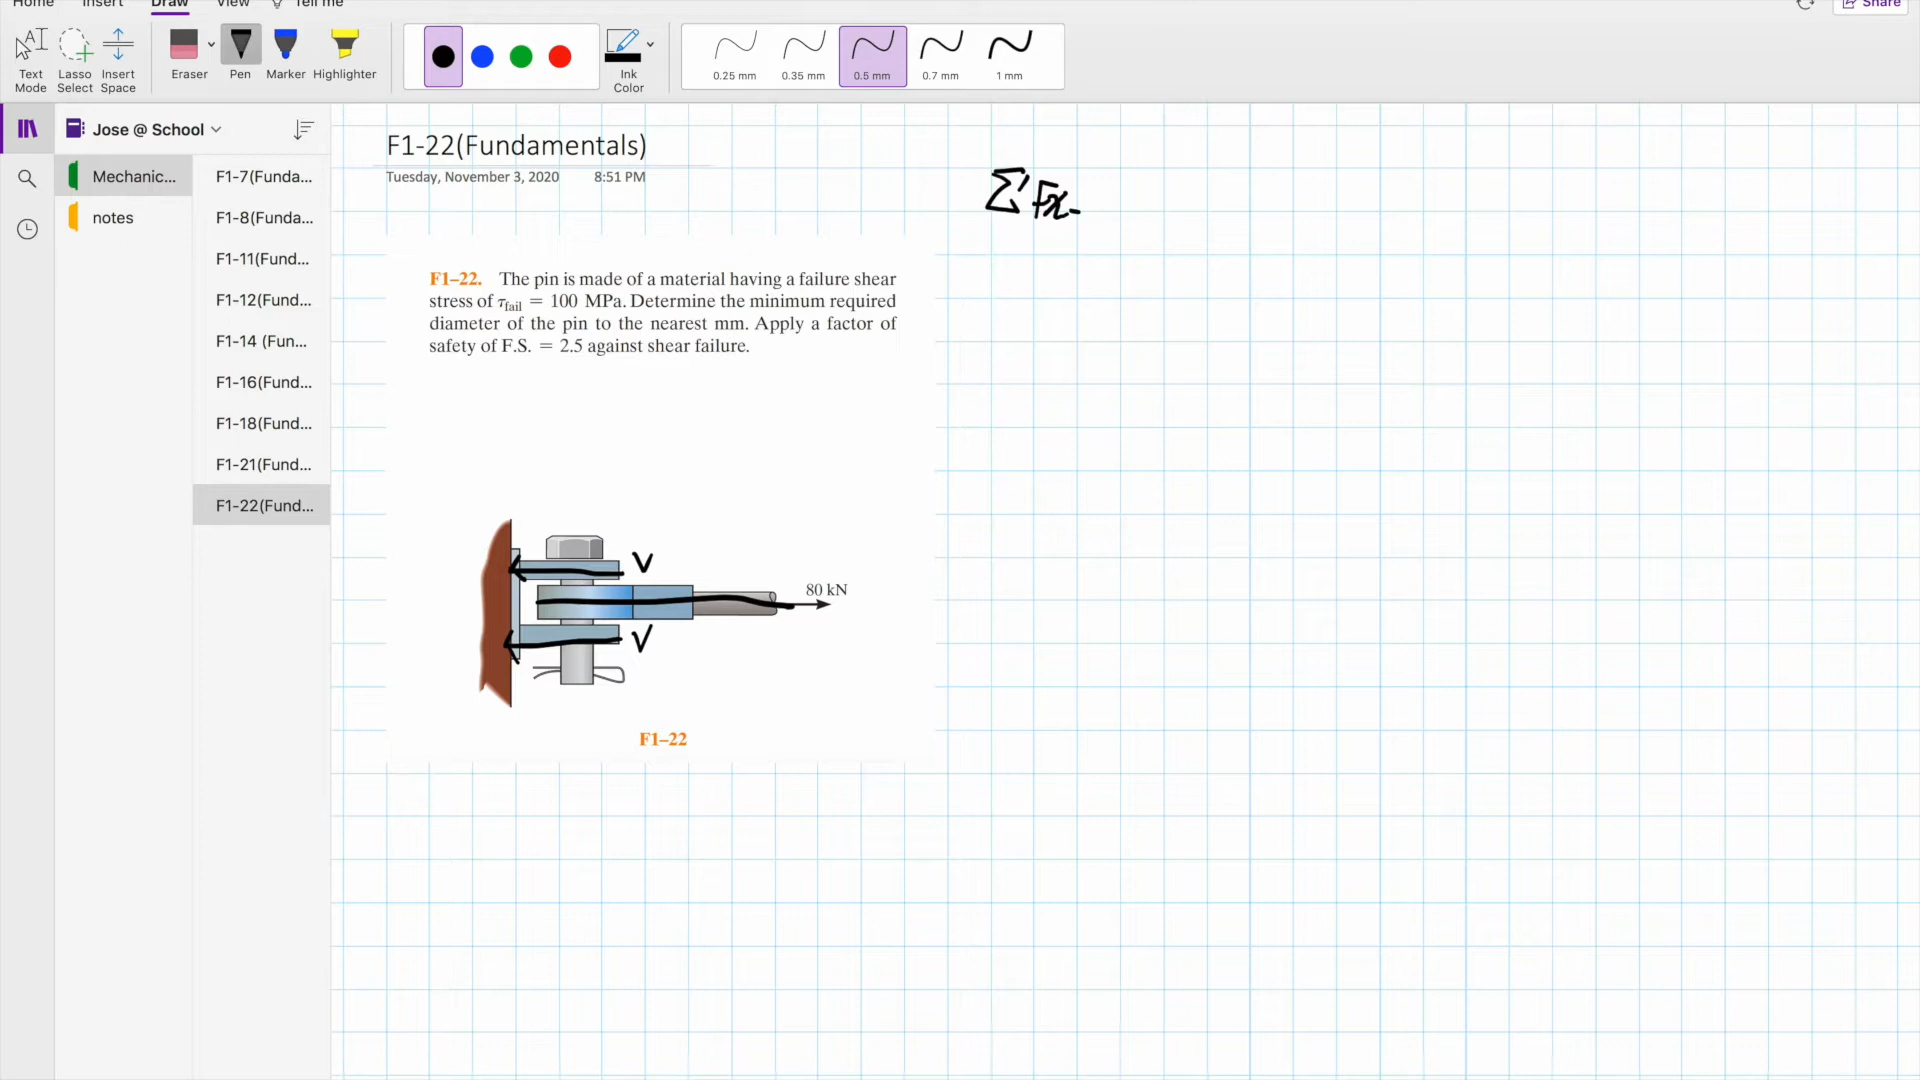 Home Insert Draw View Tell me Share
Text Mode
Lasso Select
Insert Space
Eraser
Pen
Marker
Highlighter
Ink Color
0.25 mm
0.35 mm
0.5 mm
0.7 mm
1 mm
Jose @ School
Mechanic...
notes
F1-7(Funda...
F1-8(Funda...
F1-11(Fund...
F1-12(Fund...
F1-14 (Fun...
F1-16(Fund...
F1-18(Fund...
F1-21(Fund...
F1-22(Fund...
F1-22(Fundamentals)
Tuesday, November 3, 2020 8:51 PM
ΣFx-
F1–22. The pin is made of a material having a failure shear
stress of τfail = 100 MPa. Determine the minimum required
diameter of the pin to the nearest mm. Apply a factor of
safety of F.S. = 2.5 against shear failure.
V
80 kN
V
F1–22